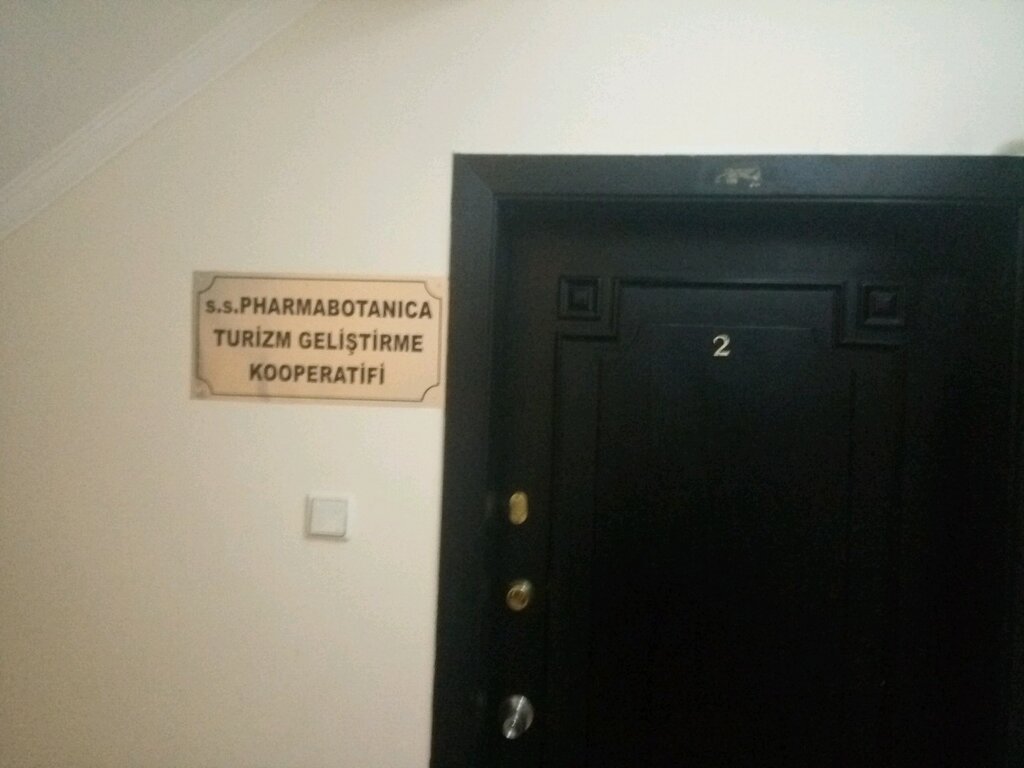 s.s.PHARMABOTANICA
TURİZM GELİŞTİRME
KOOPERATİFİ
2